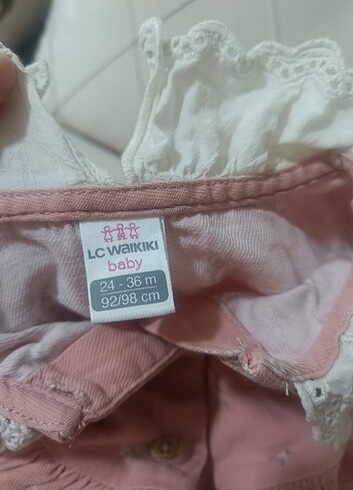 LC WAIKIKI
baby
24 - 36 m
92/98 cm